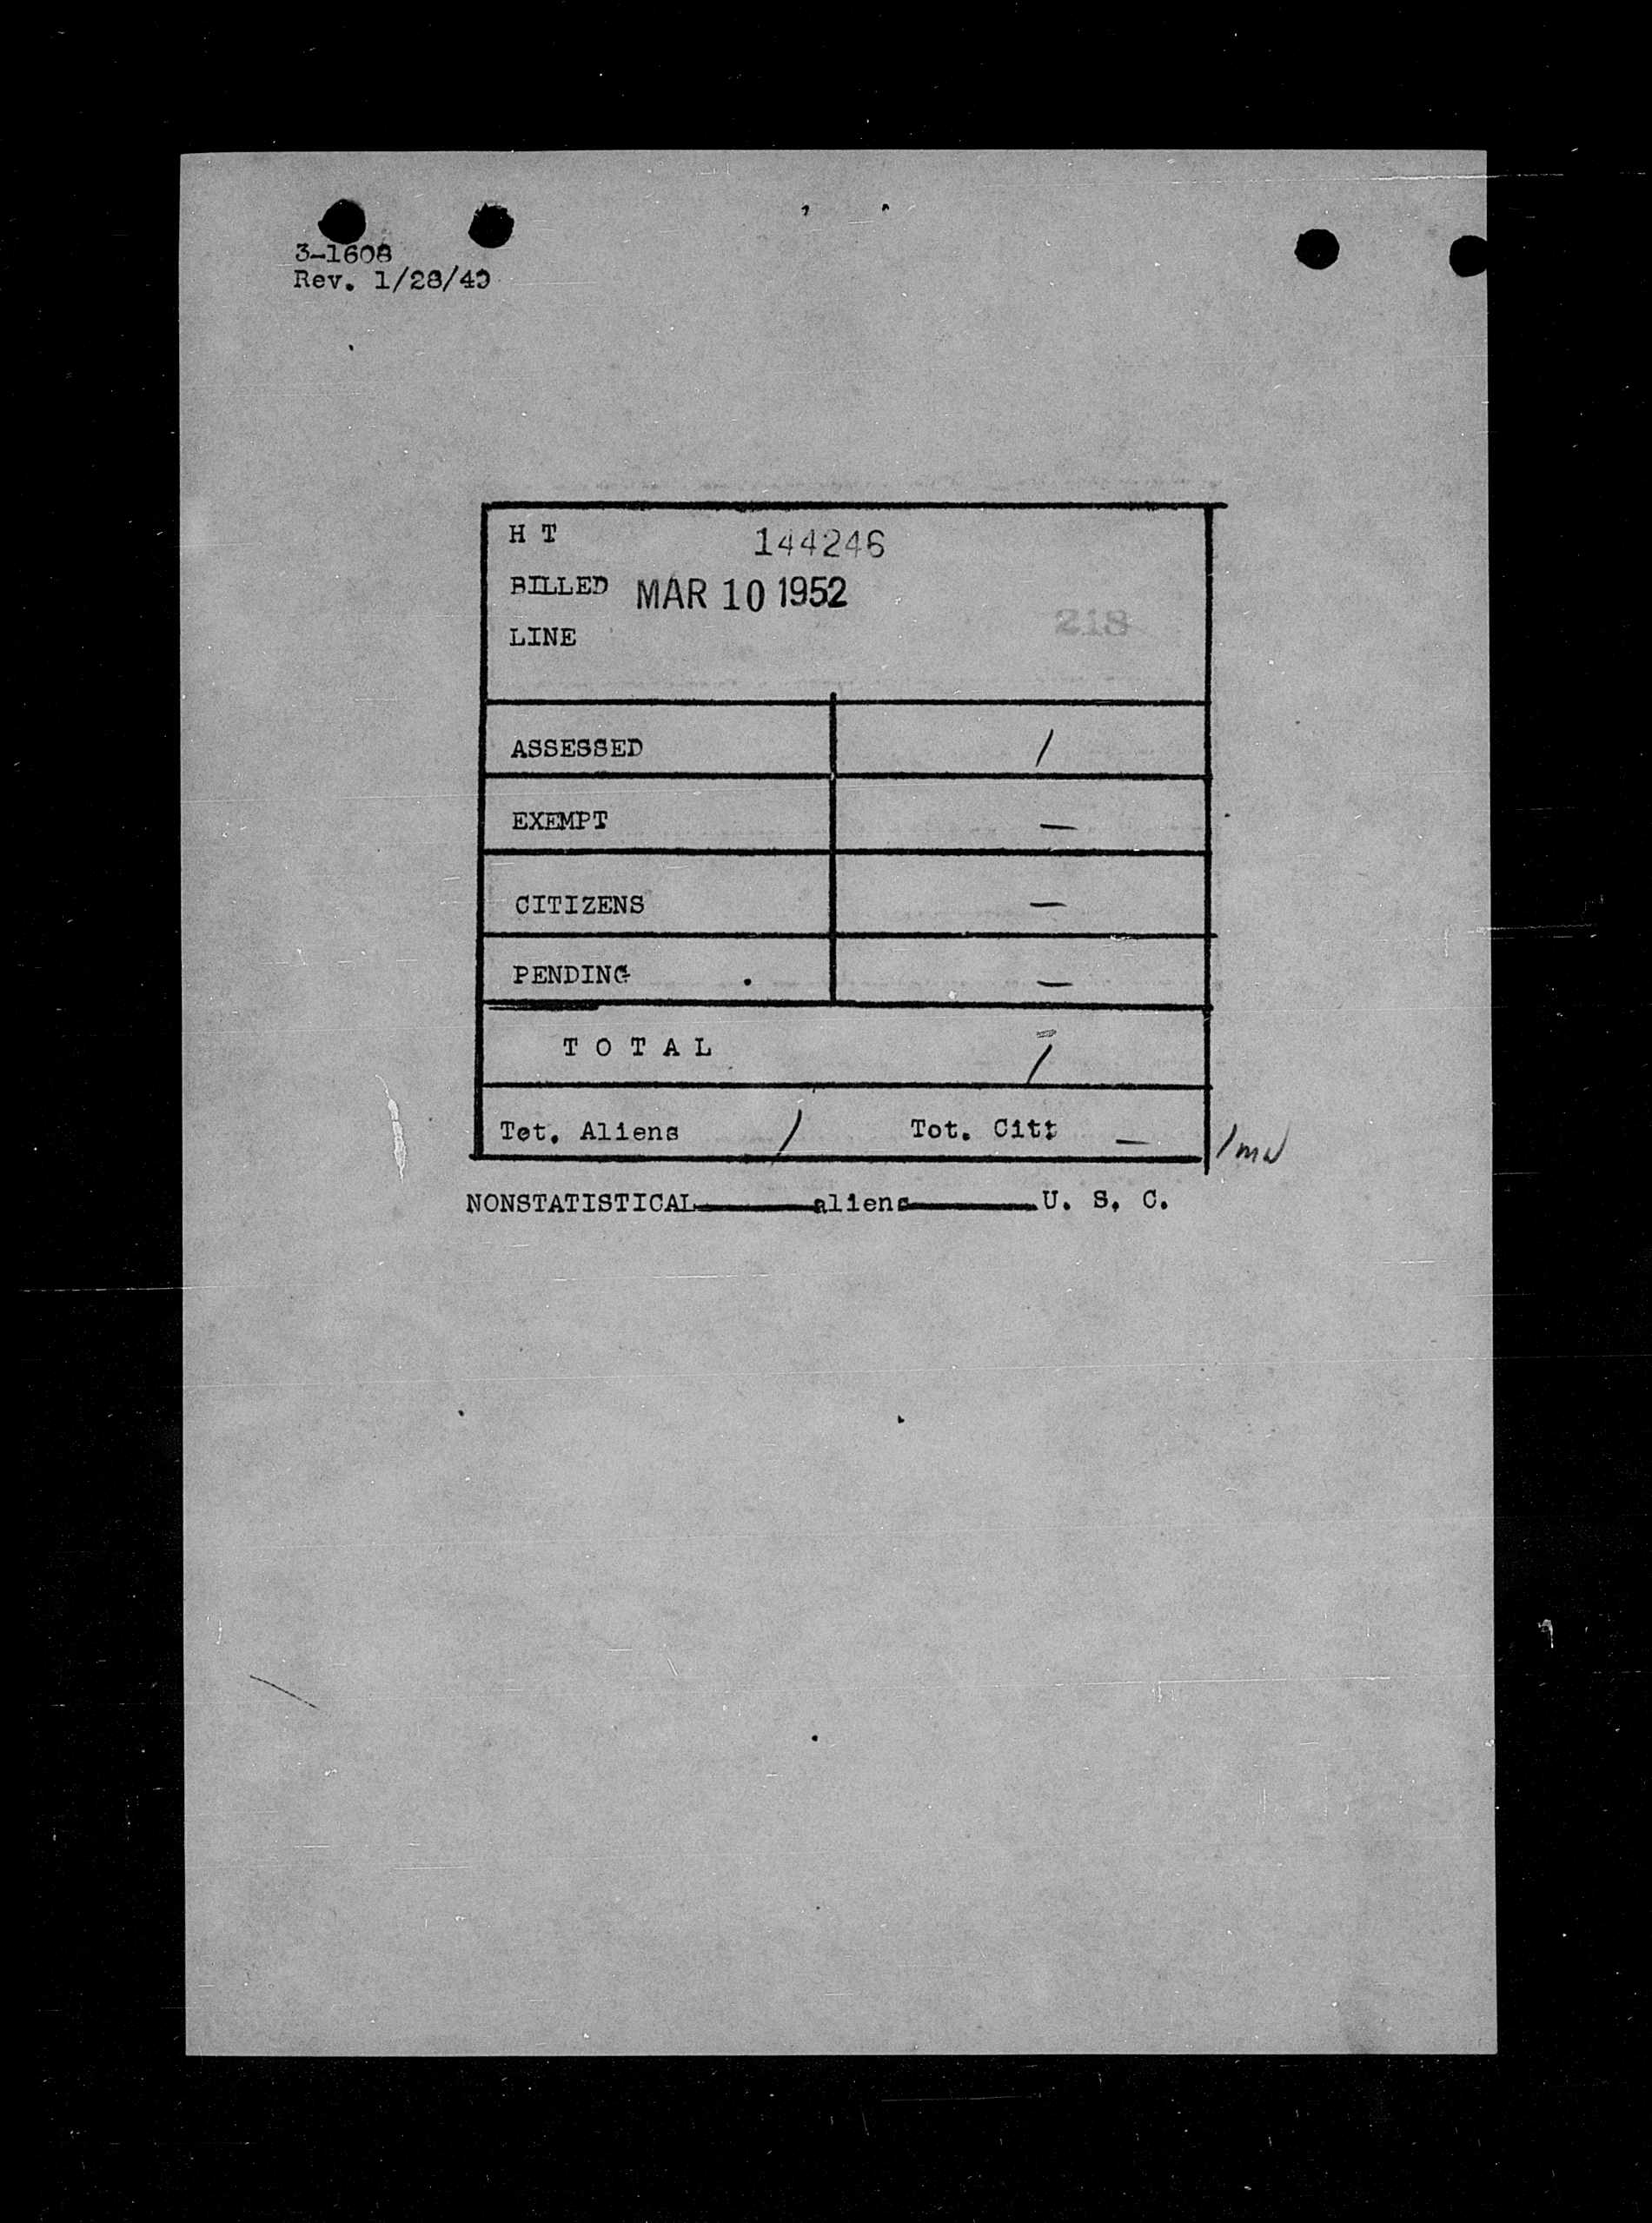 3-1608
Rev. 1/28/49
H T 144246
BILLED MAR 10 1952
LINE 218
ASSESSED /
EXEMPT —
CITIZENS —
PENDING . —
T O T A L /
Tot. Aliens / Tot. Citz —
NONSTATISTICAL aliens U. S. C.